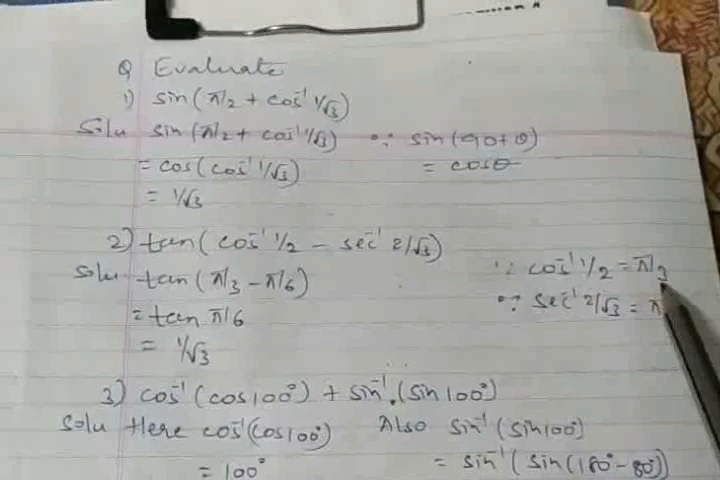 Q Evaluate
1) sin(π/2 + cos⁻¹ 1/√3)
Solu sin(π/2 + cos⁻¹ 1/√3) ∵ sin(90+θ)
= cos(cos⁻¹ 1/√3) = cosθ
= 1/√3
2) tan(cos⁻¹ 1/2 − sec⁻¹ 2/√3)
Solu tan(π/3 − π/6) ∵ cos⁻¹ 1/2 = π/3
= tan π/6 ∵ sec⁻¹ 2/√3 = π
= 1/√3
3) cos⁻¹(cos100°) + sin⁻¹(sin100°)
Solu Here cos⁻¹(cos100°) Also sin⁻¹(sin100°)
= 100° = sin⁻¹(sin(180°−80°))